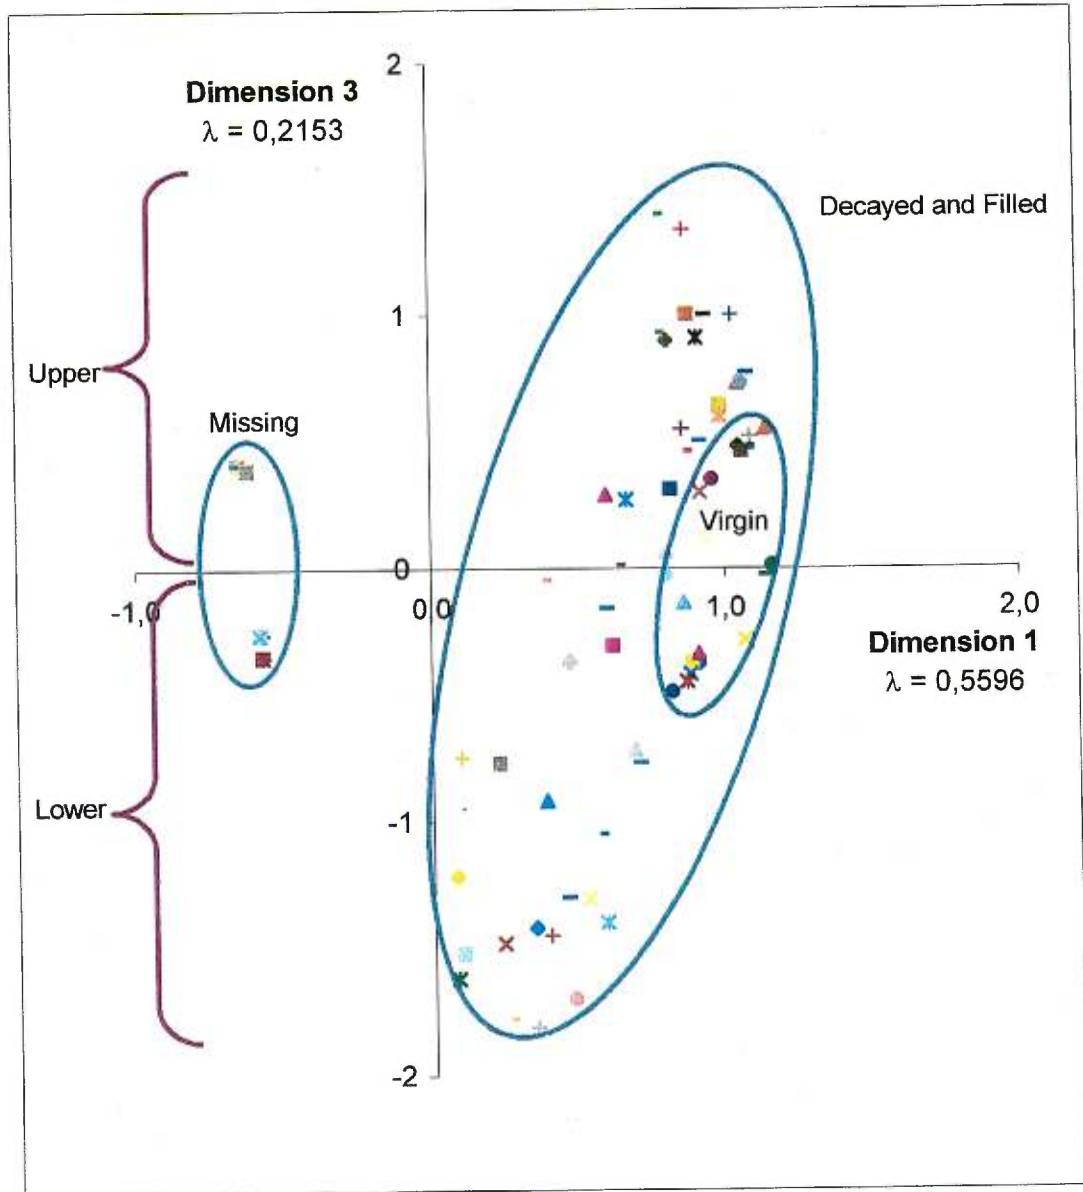 2
Dimension 3
λ = 0,2153
Decayed and Filled
1
Upper
Missing
Virgin
0
-1,0
0,0
1,0
2,0
Dimension 1
λ = 0,5596
Lower
-1
-2